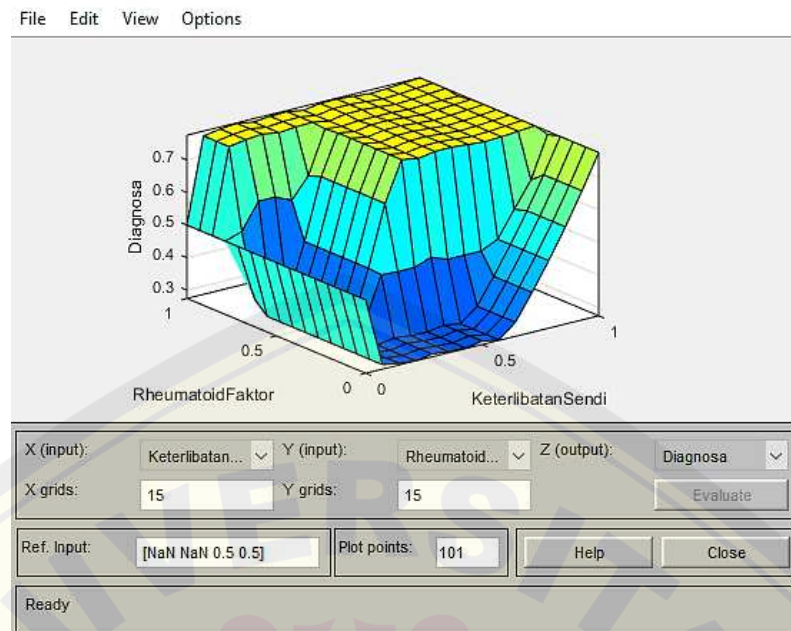 File Edit View Options
Diagnosa
0.7
0.6
0.5
0.4
0.3
1
0.5
0
RheumatoidFaktor
0
0.5
1
KeterlibatanSendi
X (input): Keterlibatan... Y (input): Rheumatoid... Z (output): Diagnosa
X grids: 15 Y grids: 15 Evaluate
Ref. Input: [NaN NaN 0.5 0.5] Plot points: 101 Help Close
Ready